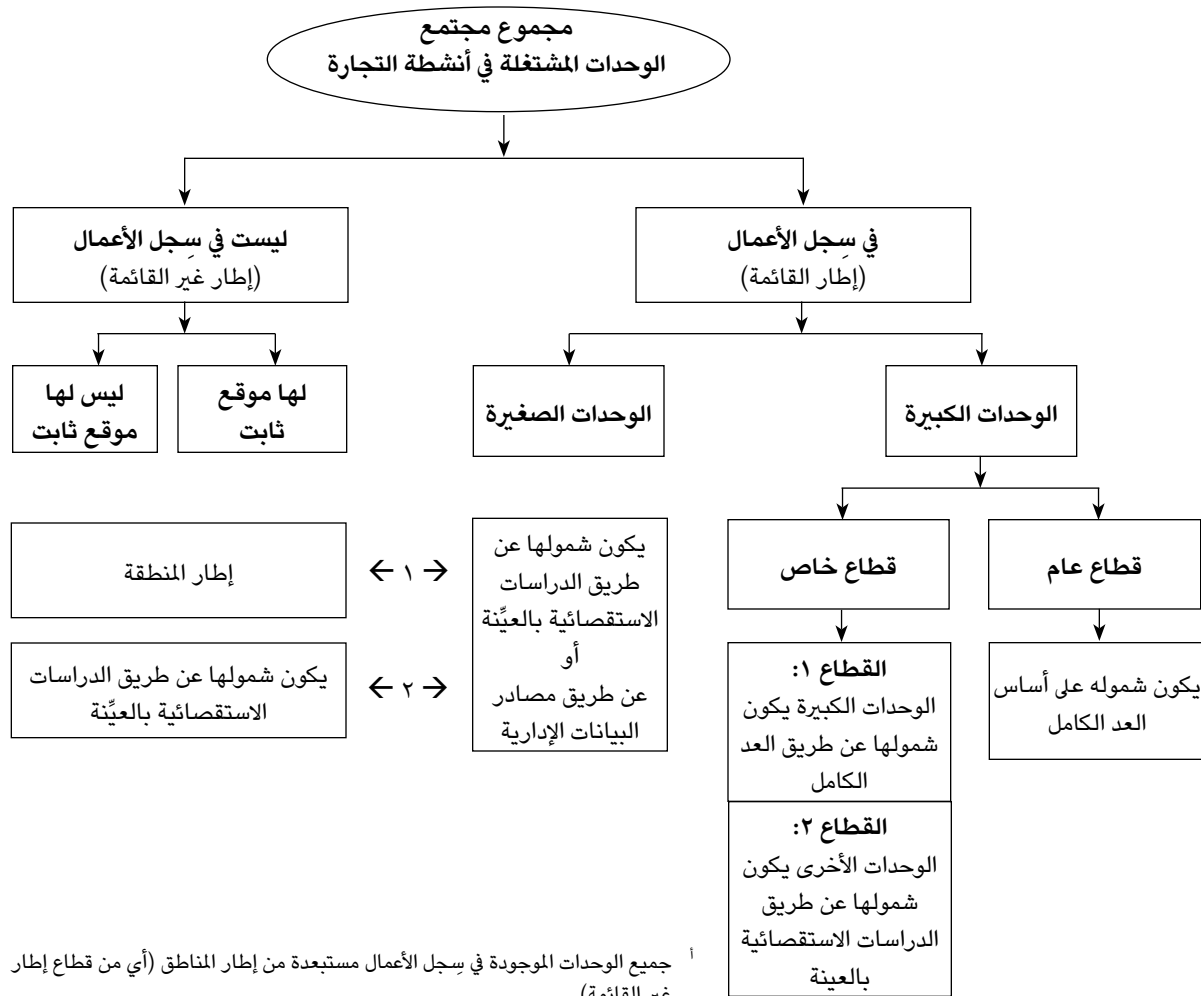 مجموع مجتمع
الوحدات المشتغلة في أنشطة التجارة
في سِجل الأعمال
(إطار القائمة)
ليست في سِجل الأعمال
(إطار غير القائمة)
الوحدات الكبيرة
الوحدات الصغيرة
لها موقع
ثابت
ليس لها
موقع ثابت
قطاع عام
قطاع خاص
يكون شموله على أساس
العد الكامل
القطاع ١:
الوحدات الكبيرة يكون
شمولها عن طريق العد
الكامل
القطاع ٢:
الوحدات الأخرى يكون
شمولها عن طريق
الدراسات الاستقصائية
بالعينة
يكون شمولها عن
طريق الدراسات
الاستقصائية بالعيِّنة
أو
عن طريق مصادر
البيانات الإدارية
← ١ →
إطار المنطقة
← ٢ →
يكون شمولها عن طريق الدراسات
الاستقصائية بالعيِّنة
أ جميع الوحدات الموجودة في سِجل الأعمال مستبعدة من إطار المناطق (أي من قطاع إطار
غير القائمة)